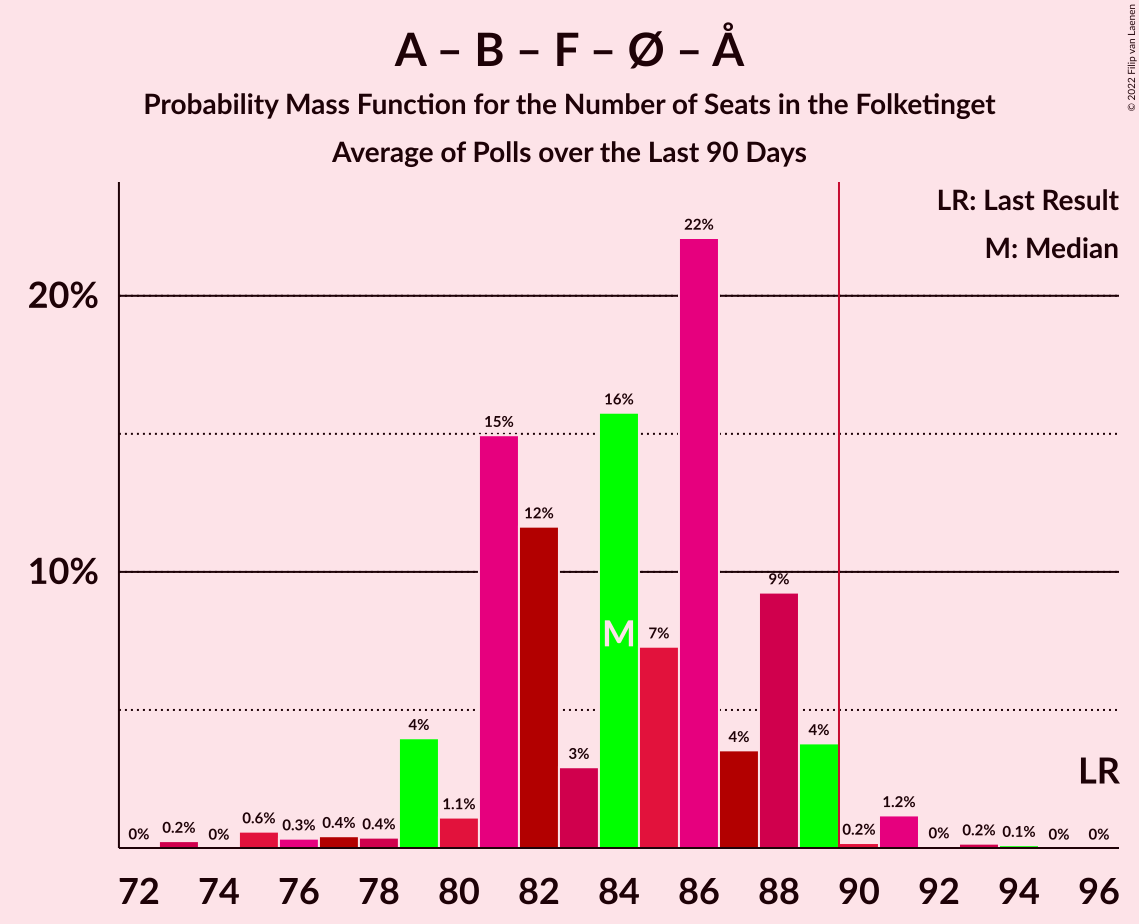 A – B – F – Ø – Å
Probability Mass Function for the Number of Seats in the Folketinget
Average of Polls over the Last 90 Days
© 2022 Filip van Laenen
LR: Last Result
M: Median
20%
10%
0% 0.2% 0% 0.6% 0.3% 0.4% 0.4% 4% 1.1% 15% 12% 3% 16% 7% 22% 4% 9% 4% 0.2% 1.2% 0% 0.2% 0.1% 0% 0%
M
LR
72 74 76 78 80 82 84 86 88 90 92 94 96